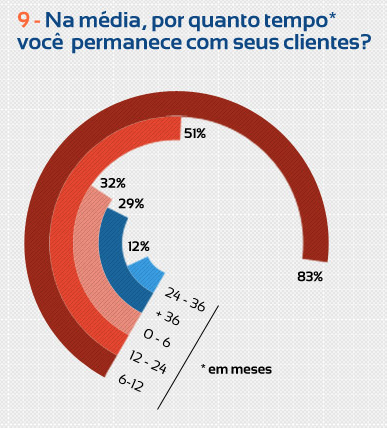 9 - Na média, por quanto tempo*
você permanece com seus clientes?
51%
32%
29%
12%
83%
24 - 36
+ 36
0 - 6
12 - 24
6-12
* em meses